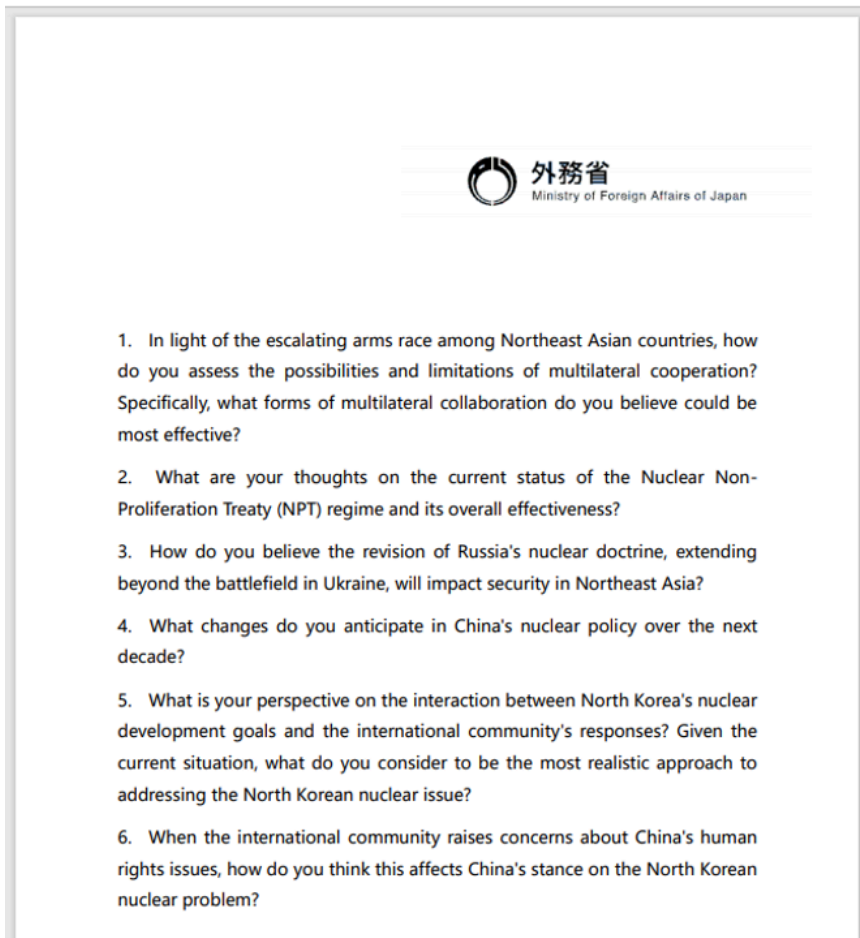 外務省
Ministry of Foreign Affairs of Japan
1. In light of the escalating arms race among Northeast Asian countries, how
do you assess the possibilities and limitations of multilateral cooperation?
Specifically, what forms of multilateral collaboration do you believe could be
most effective?
2. What are your thoughts on the current status of the Nuclear Non-
Proliferation Treaty (NPT) regime and its overall effectiveness?
3. How do you believe the revision of Russia's nuclear doctrine, extending
beyond the battlefield in Ukraine, will impact security in Northeast Asia?
4. What changes do you anticipate in China's nuclear policy over the next
decade?
5. What is your perspective on the interaction between North Korea's nuclear
development goals and the international community's responses? Given the
current situation, what do you consider to be the most realistic approach to
addressing the North Korean nuclear issue?
6. When the international community raises concerns about China's human
rights issues, how do you think this affects China's stance on the North Korean
nuclear problem?